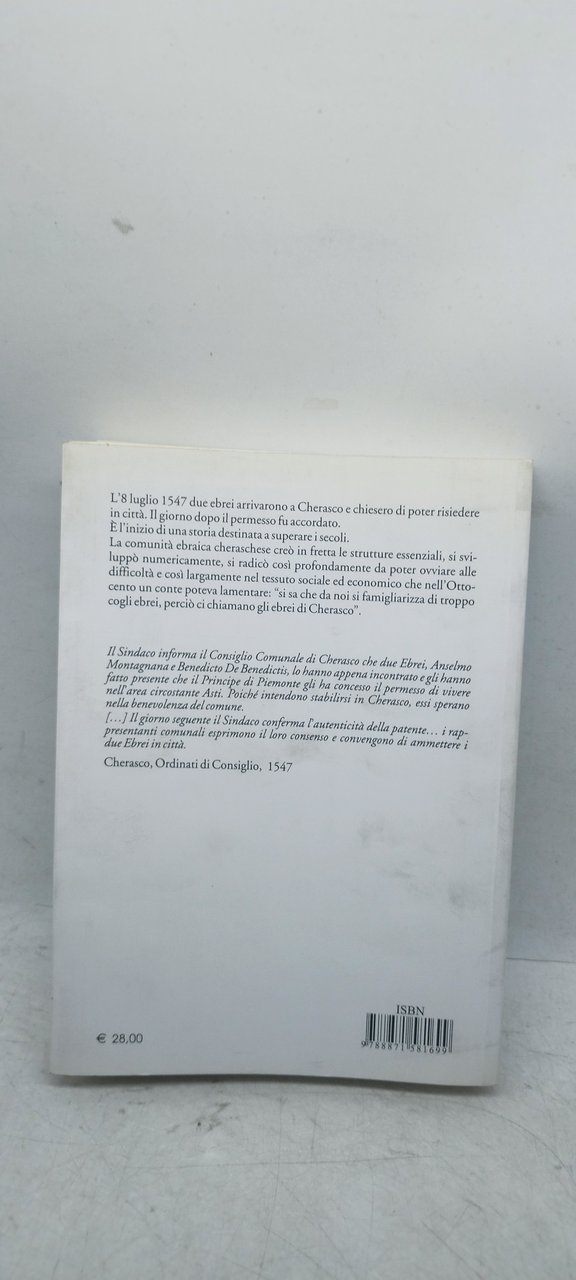 L'8 luglio 1547 due ebrei arrivarono a Cherasco e chiesero di poter risiedere
in città. Il giorno dopo il permesso fu accordato.
È l'inizio di una storia destinata a superare i secoli.
La comunità ebraica cheraschese creò in fretta le strutture essenziali, si svi-
luppò numericamente, si radicò così profondamente da poter ovviare alle
difficoltà e così largamente nel tessuto sociale ed economico che nell'Otto-
cento un conte poteva lamentare: "si sa che da noi si famigliarizza di troppo
cogli ebrei, perciò ci chiamano gli ebrei di Cherasco".
Il Sindaco informa il Consiglio Comunale di Cherasco che due Ebrei, Anselmo
Montagnana e Benedicto De Benedictis, lo hanno appena incontrato e gli hanno
fatto presente che il Principe di Piemonte gli ha concesso il permesso di vivere
nell'area circostante Asti. Poiché intendono stabilirsi in Cherasco, essi sperano
nella benevolenza del comune.
[…] Il giorno seguente il Sindaco conferma l'autenticità della patente… i rap-
presentanti comunali esprimono il loro consenso e convengono di ammettere i
due Ebrei in città.
Cherasco, Ordinati di Consiglio, 1547
ISBN
€ 28,00
9 788871 581699